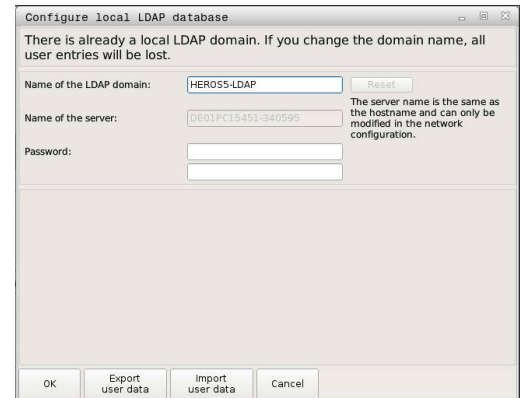 Configure local LDAP database
There is already a local LDAP domain. If you change the domain name, all
user entries will be lost.
Name of the LDAP domain:
HEROS5-LDAP
Reset
The server name is the same as
the hostname and can only be
modified in the network
configuration.
Name of the server:
DE01PC15451-340595
Password:
OK
Export
user data
Import
user data
Cancel